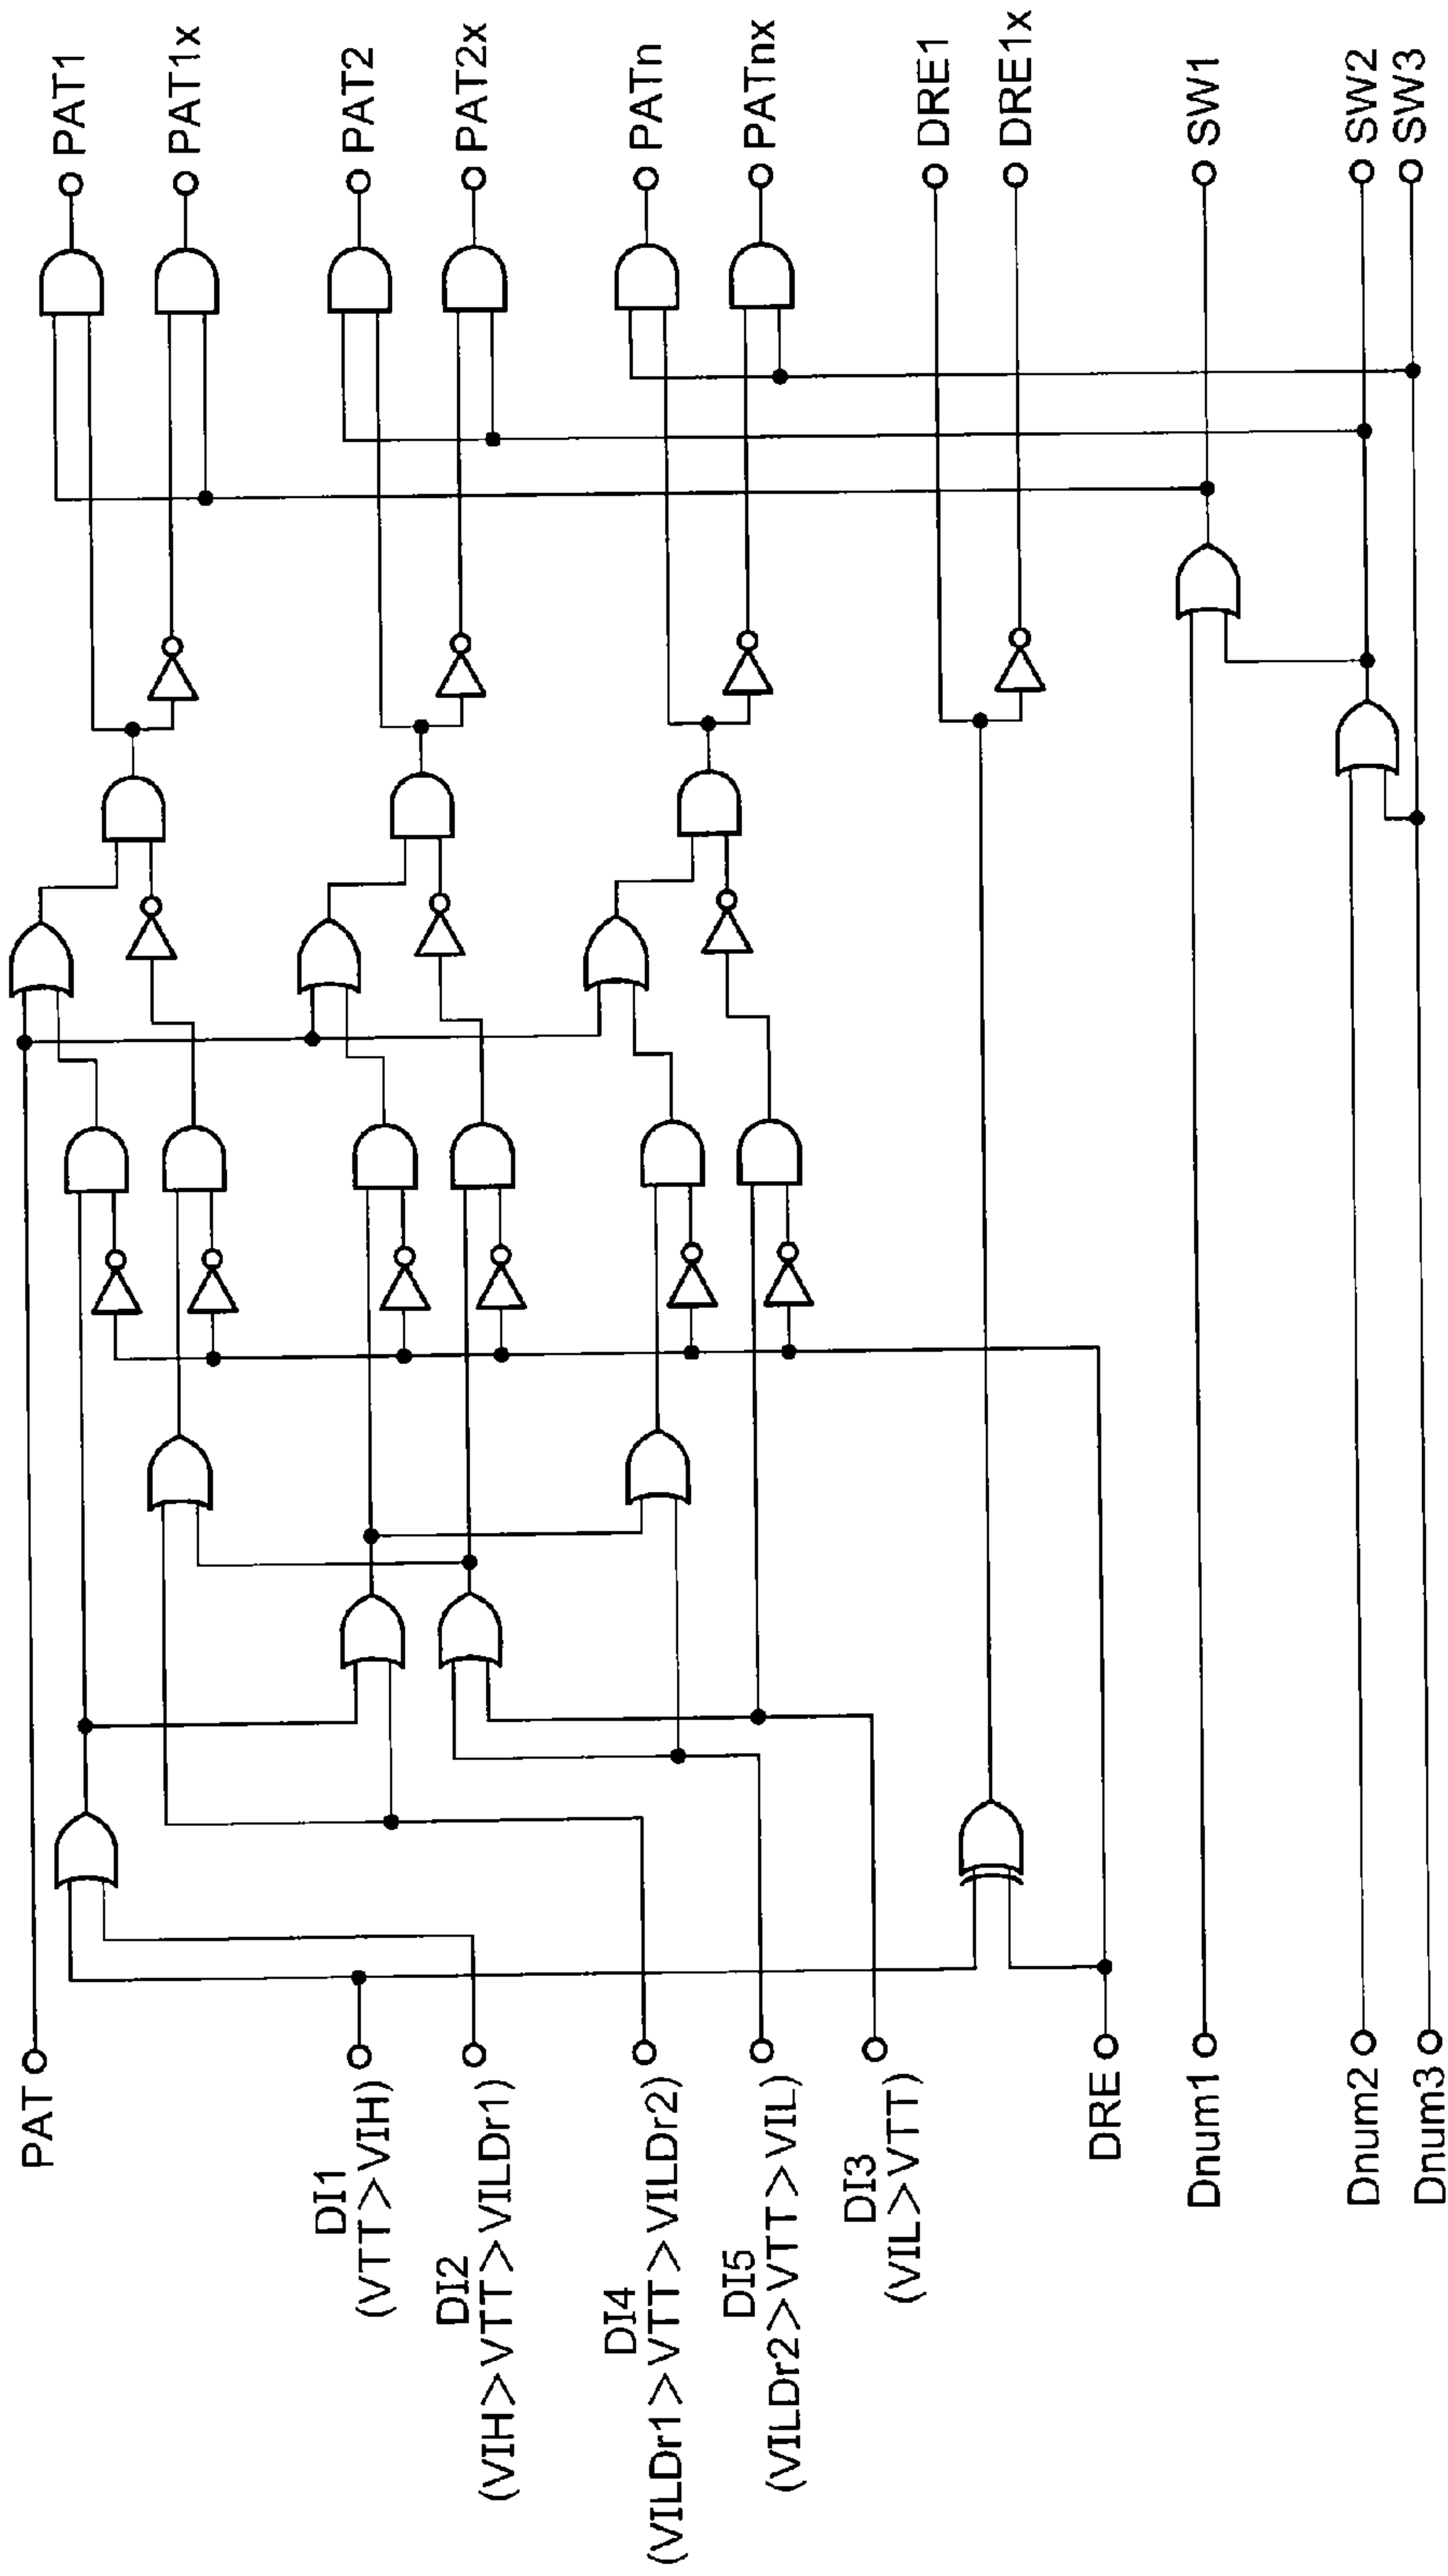 PAT
DI1
(VTT>VIH)
DI2
(VIH>VTT>VILDr1)
DI4
(VILDr1>VTT>VILDr2)
DI5
(VILDr2>VTT>VIL)
DI3
(VIL>VTT)
DRE
Dnum1
Dnum2
Dnum3
PAT1
PAT1x
PAT2
PAT2x
PATn
PATnx
DRE1
DRE1x
SW1
SW2
SW3